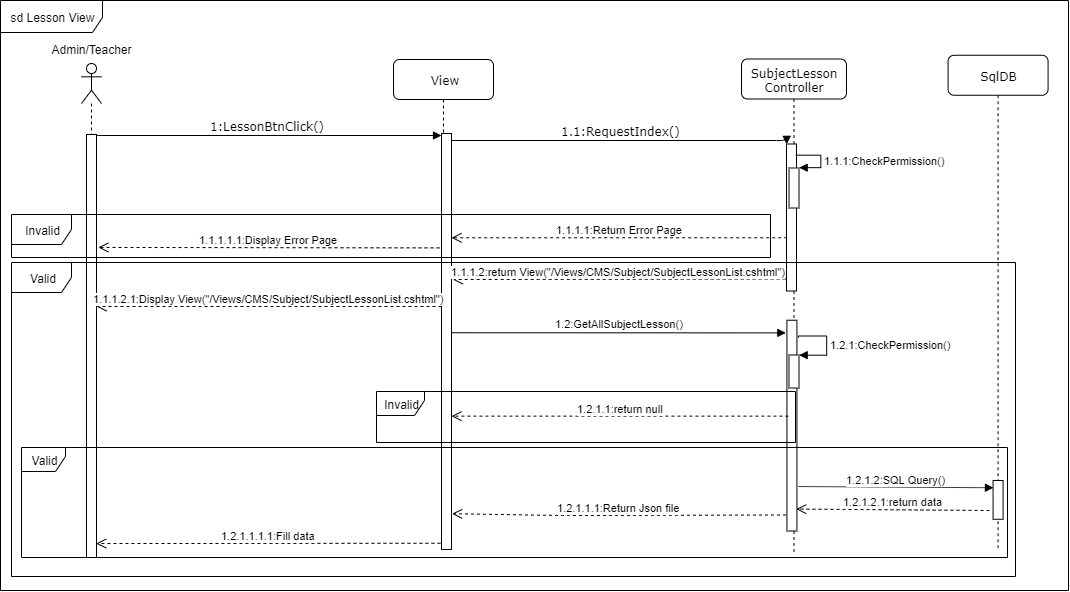 sd Lesson View
Admin/Teacher
View
SubjectLesson
Controller
SqlDB
1:LessonBtnClick()
1.1:RequestIndex()
1.1.1:CheckPermission()
Invalid
1.1.1.1:Return Error Page
1.1.1.1.1:Display Error Page
Valid
1.1.1.2:return View("/Views/CMS/Subject/SubjectLessonList.cshtml")
1.1.1.2.1:Display View("/Views/CMS/Subject/SubjectLessonList.cshtml")
1.2:GetAllSubjectLesson()
1.2.1:CheckPermission()
Invalid
1.2.1.1:return null
Valid
1.2.1.2:SQL Query()
1.2.1.2.1:return data
1.2.1.1.1:Return Json file
1.2.1.1.1.1:Fill data